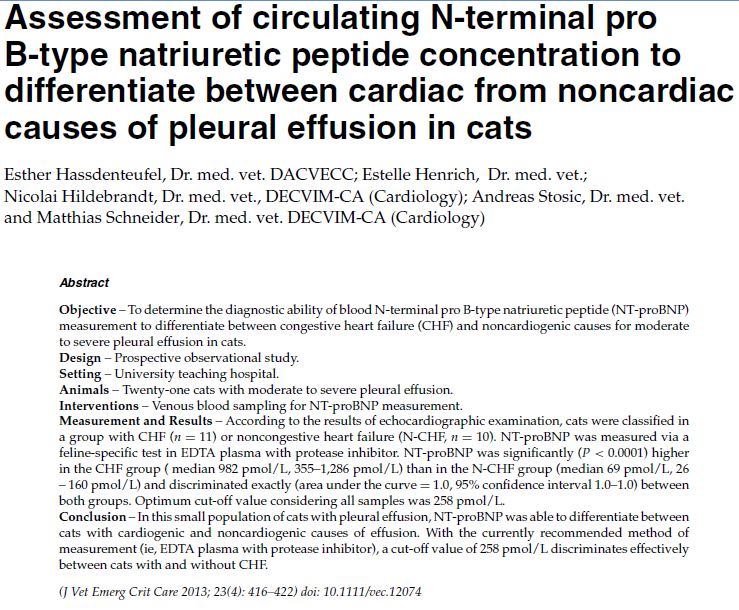 Assessment of circulating N-terminal pro
B-type natriuretic peptide concentration to
differentiate between cardiac from noncardiac
causes of pleural effusion in cats
Esther Hassdenteufel, Dr. med. vet. DACVECC; Estelle Henrich, Dr. med. vet.;
Nicolai Hildebrandt, Dr. med. vet., DECVIM-CA (Cardiology); Andreas Stosic, Dr. med. vet.
and Matthias Schneider, Dr. med. vet. DECVIM-CA (Cardiology)
Abstract
Objective – To determine the diagnostic ability of blood N-terminal pro B-type natriuretic peptide (NT-proBNP)
measurement to differentiate between congestive heart failure (CHF) and noncardiogenic causes for moderate
to severe pleural effusion in cats.
Design – Prospective observational study.
Setting – University teaching hospital.
Animals – Twenty-one cats with moderate to severe pleural effusion.
Interventions – Venous blood sampling for NT-proBNP measurement.
Measurement and Results – According to the results of echocardiographic examination, cats were classified in
a group with CHF (n = 11) or noncongestive heart failure (N-CHF, n = 10). NT-proBNP was measured via a
feline-specific test in EDTA plasma with protease inhibitor. NT-proBNP was significantly (P < 0.0001) higher
in the CHF group ( median 982 pmol/L, 355–1,286 pmol/L) than in the N-CHF group (median 69 pmol/L, 26
– 160 pmol/L) and discriminated exactly (area under the curve = 1.0, 95% confidence interval 1.0–1.0) between
both groups. Optimum cut-off value considering all samples was 258 pmol/L.
Conclusion – In this small population of cats with pleural effusion, NT-proBNP was able to differentiate between
cats with cardiogenic and noncardiogenic causes of effusion. With the currently recommended method of
measurement (ie, EDTA plasma with protease inhibitor), a cut-off value of 258 pmol/L discriminates effectively
between cats with and without CHF.
(J Vet Emerg Crit Care 2013; 23(4): 416–422) doi: 10.1111/vec.12074